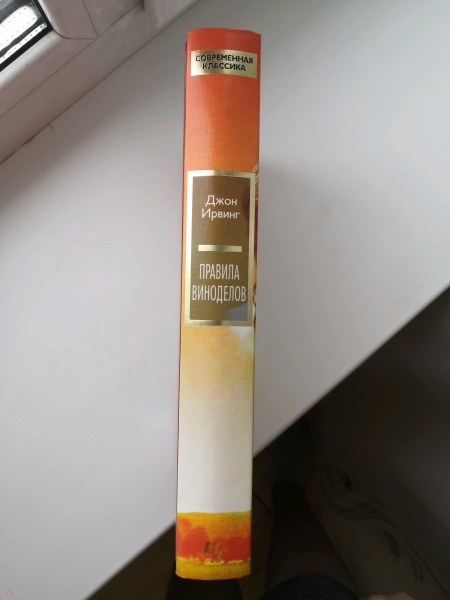 СОВРЕМЕННАЯ
КЛАССИКА
Джон
Ирвинг
ПРАВИЛА
ВИНОДЕЛОВ